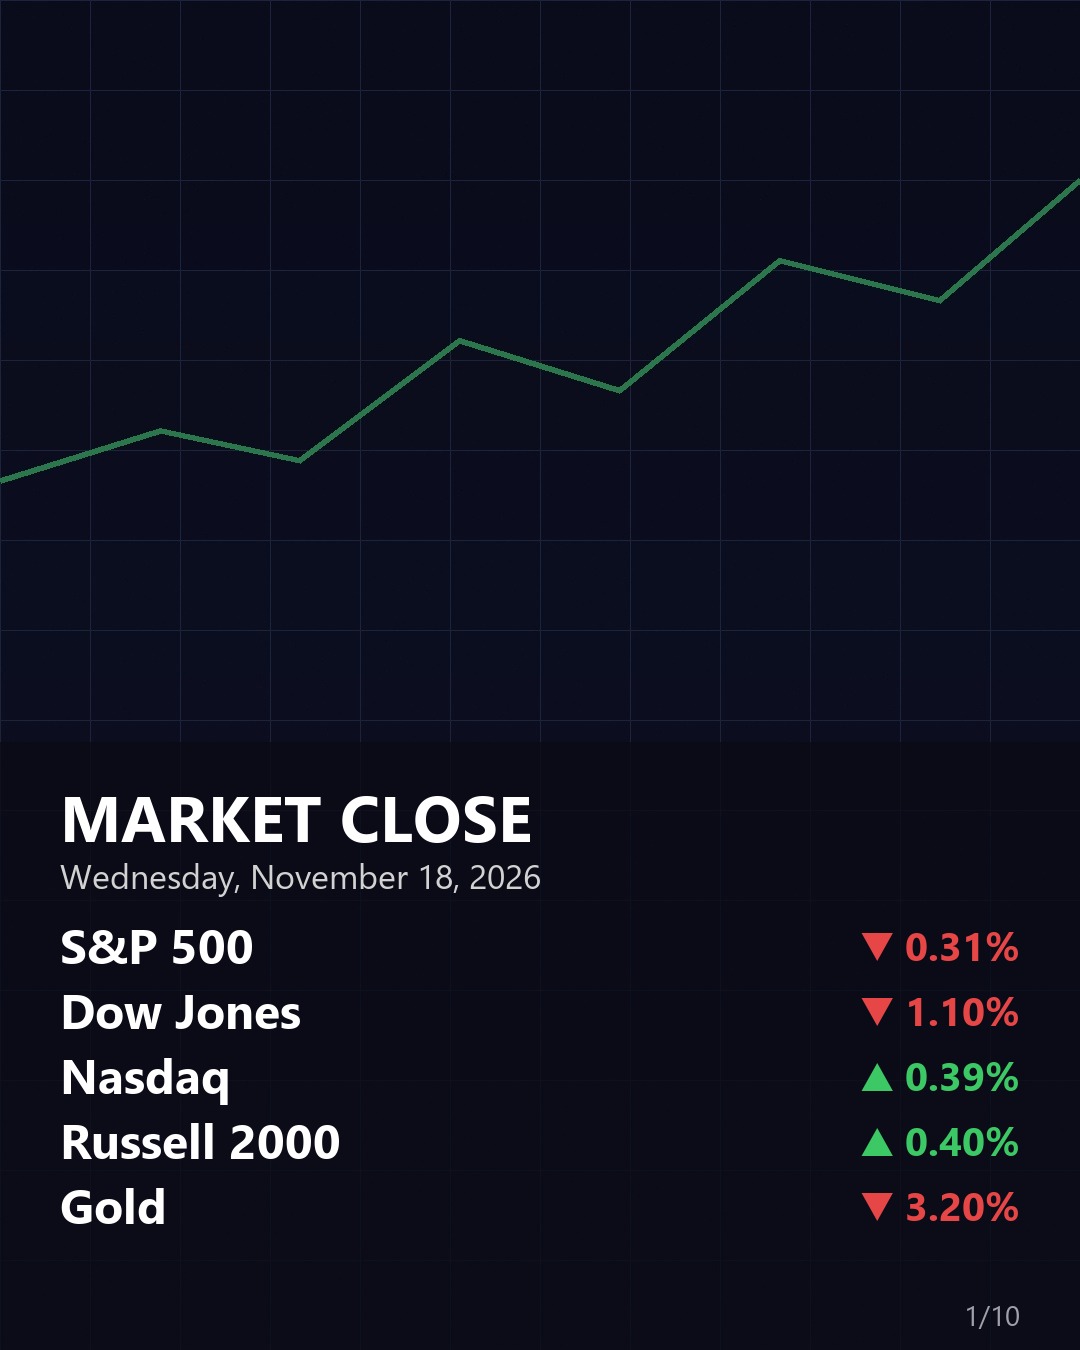 MARKET CLOSE
Wednesday, November 18, 2026
S&P 500 ▼ 0.31%
Dow Jones ▼ 1.10%
Nasdaq ▲ 0.39%
Russell 2000 ▲ 0.40%
Gold ▼ 3.20%
1/10